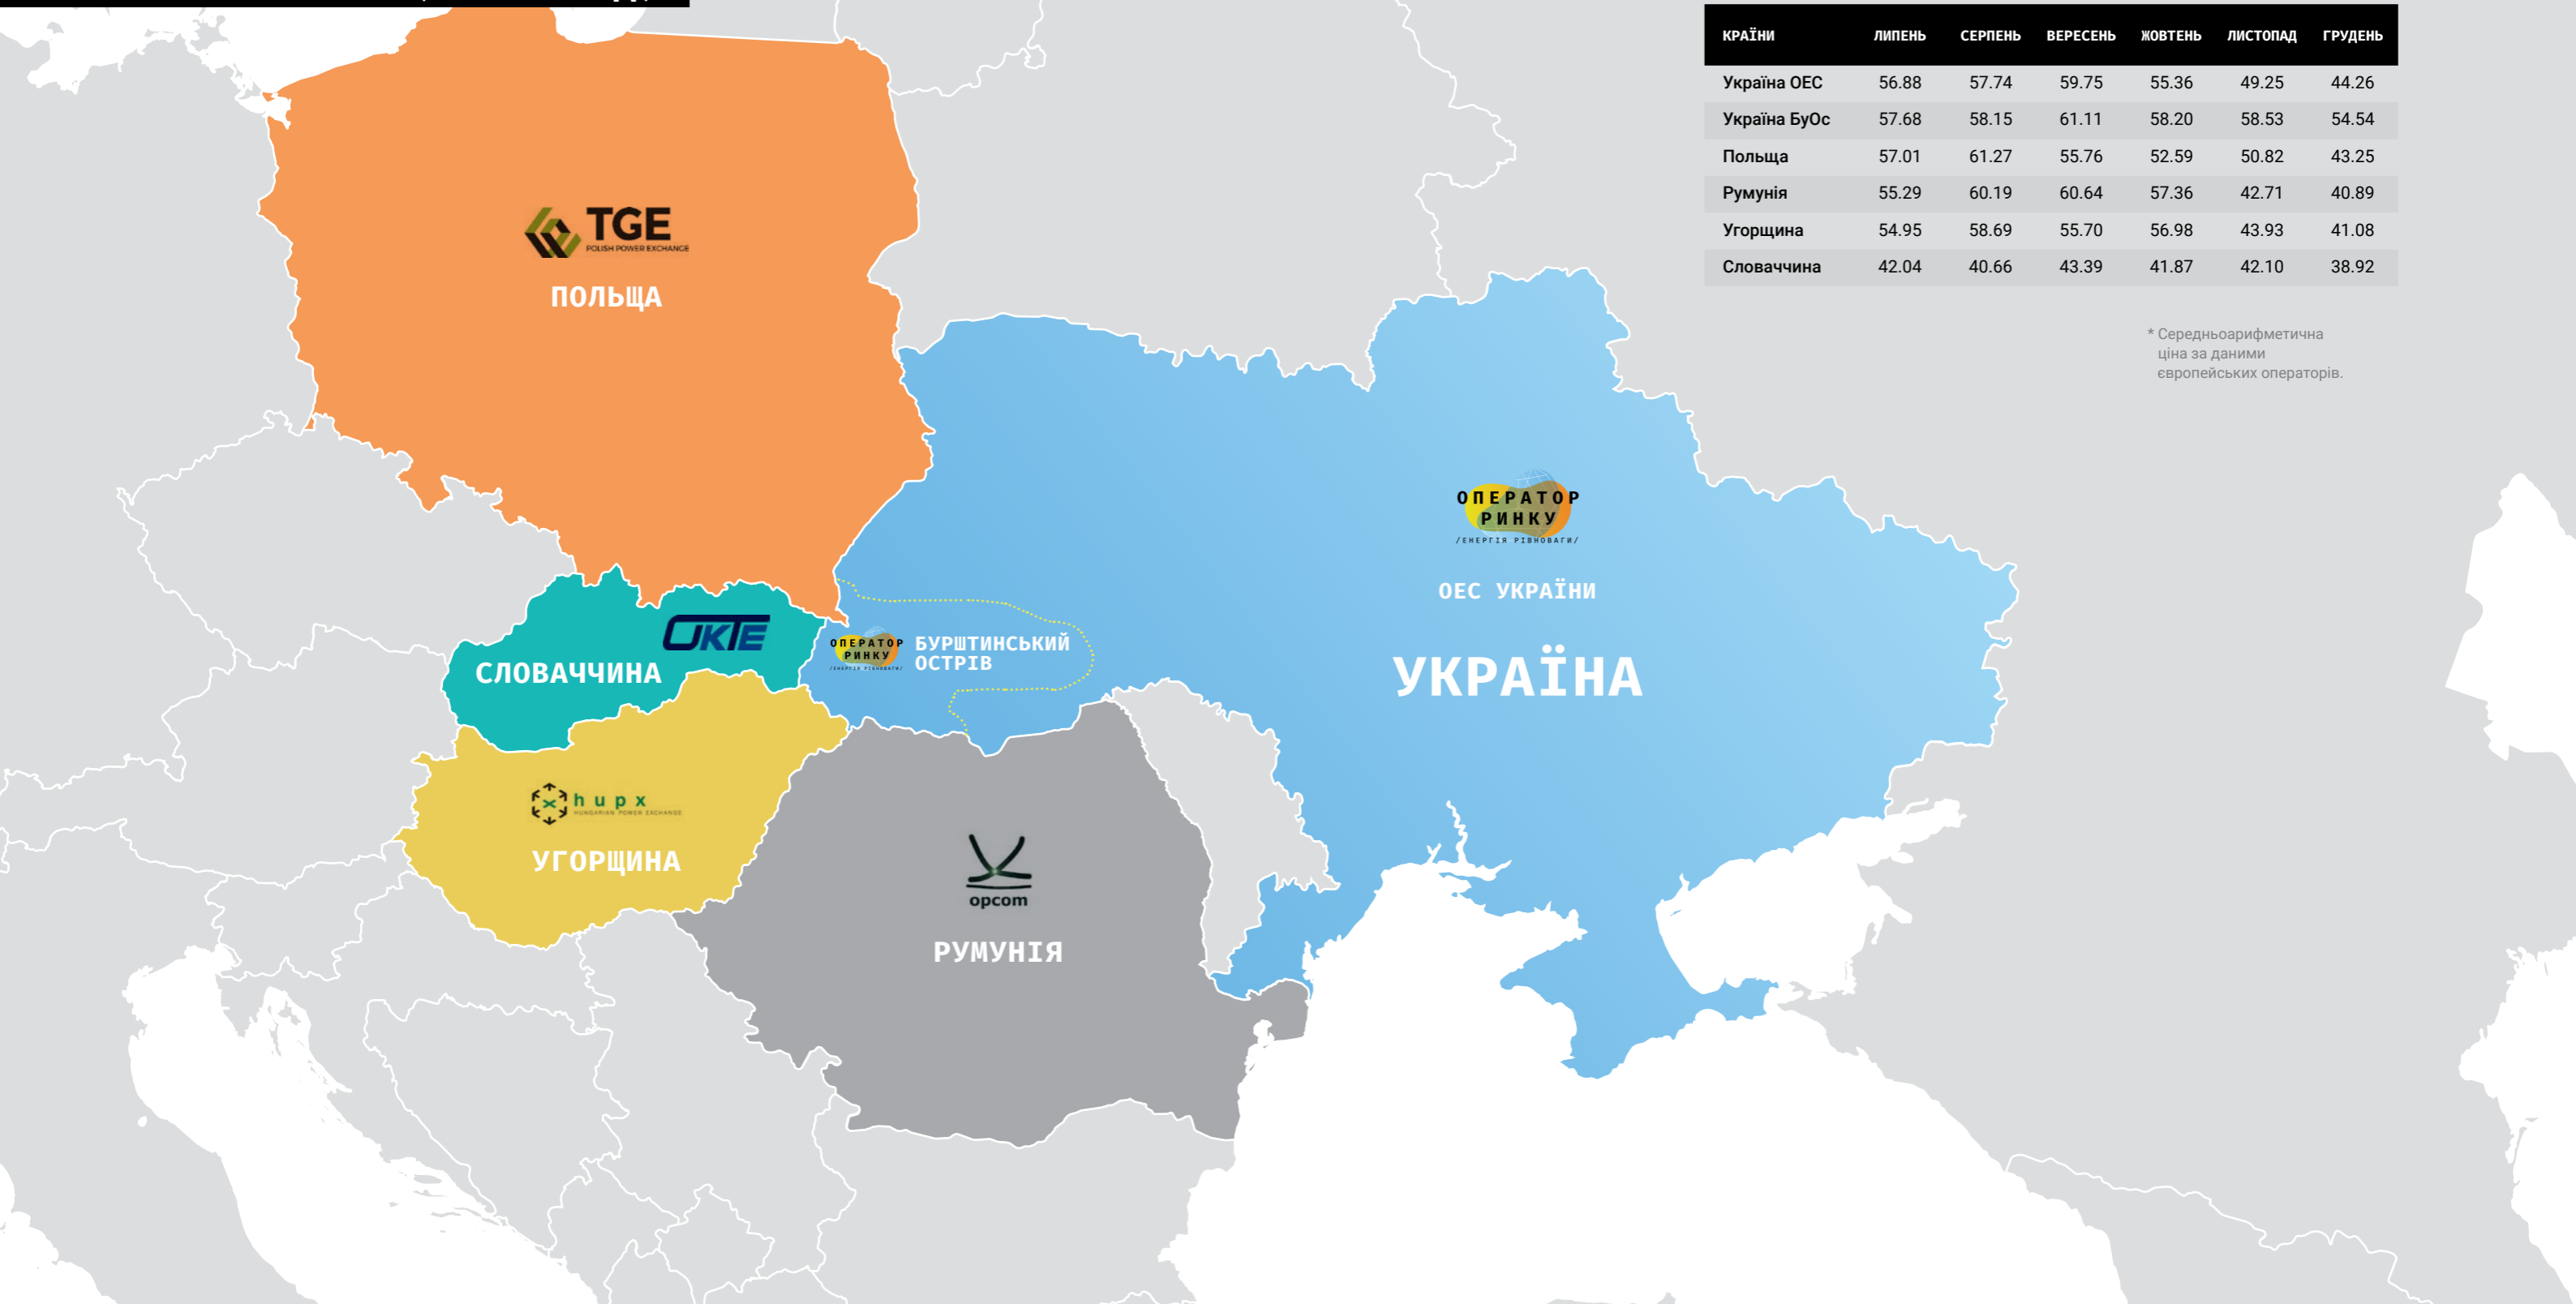 КРАЇНИ ЛИПЕНЬ СЕРПЕНЬ ВЕРЕСЕНЬ ЖОВТЕНЬ ЛИСТОПАД ГРУДЕНЬ
Україна ОЕС 56.88 57.74 59.75 55.36 49.25 44.26
Україна БуОс 57.68 58.15 61.11 58.20 58.53 54.54
Польща 57.01 61.27 55.76 52.59 50.82 43.25
Румунія 55.29 60.19 60.64 57.36 42.71 40.89
Угорщина 54.95 58.69 55.70 56.98 43.93 41.08
Словаччина 42.04 40.66 43.39 41.87 42.10 38.92
* Середньоарифметична
ціна за даними
європейських операторів.
TGE
POLISH POWER EXCHANGE
ПОЛЬЩА
ОПЕРАТОР
РИНКУ
/ЕНЕРГІЯ РІВНОВАГИ/
ОЕС УКРАЇНИ
УКРАЇНА
OKTE
СЛОВАЧЧИНА
ОПЕРАТОР
РИНКУ
/ЕНЕРГІЯ РІВНОВАГИ/
БУРШТИНСЬКИЙ
ОСТРІВ
hupx
HUNGARIAN POWER EXCHANGE
УГОРЩИНА
opcom
РУМУНІЯ